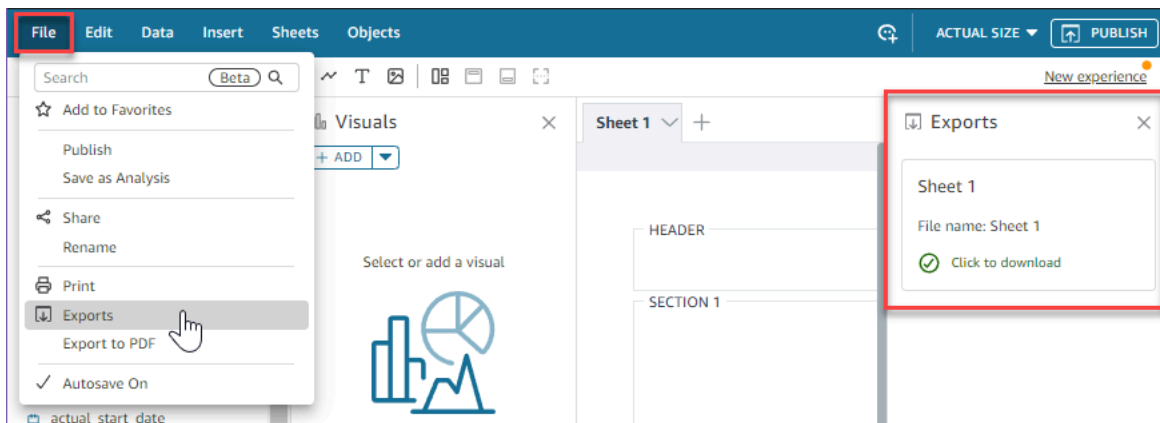 File Edit Data Insert Sheets Objects ACTUAL SIZE PUBLISH
Search Beta
New experience
Add to Favorites
Publish
Save as Analysis
Share
Rename
Print
Exports
Export to PDF
Autosave On
actual_start_date
Visuals
+ ADD
Select or add a visual
Sheet 1
HEADER
SECTION 1
Exports
Sheet 1
File name: Sheet 1
Click to download